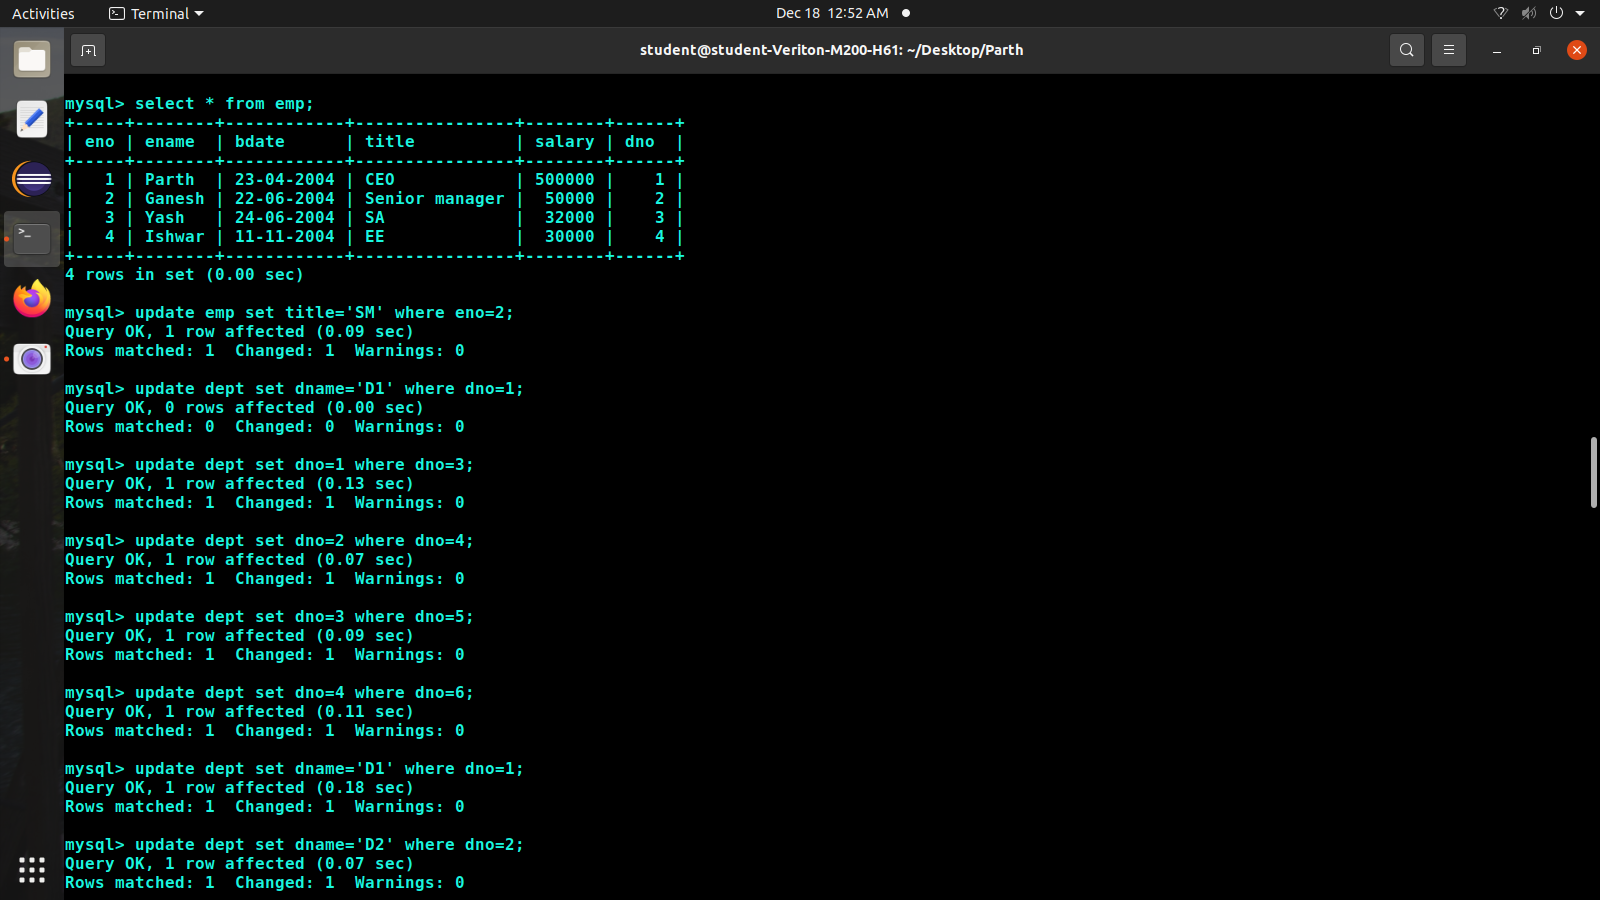 Activities Terminal Dec 18 12:52 AM
student@student-Veriton-M200-H61: ~/Desktop/Parth
mysql> select * from emp;
+-----+--------+------------+----------------+--------+------+
| eno | ename  | bdate      | title          | salary | dno  |
+-----+--------+------------+----------------+--------+------+
|   1 | Parth  | 23-04-2004 | CEO            | 500000 |    1 |
|   2 | Ganesh | 22-06-2004 | Senior manager |  50000 |    2 |
|   3 | Yash   | 24-06-2004 | SA             |  32000 |    3 |
|   4 | Ishwar | 11-11-2004 | EE             |  30000 |    4 |
+-----+--------+------------+----------------+--------+------+
4 rows in set (0.00 sec)
mysql> update emp set title='SM' where eno=2;
Query OK, 1 row affected (0.09 sec)
Rows matched: 1  Changed: 1  Warnings: 0
mysql> update dept set dname='D1' where dno=1;
Query OK, 0 rows affected (0.00 sec)
Rows matched: 0  Changed: 0  Warnings: 0
mysql> update dept set dno=1 where dno=3;
Query OK, 1 row affected (0.13 sec)
Rows matched: 1  Changed: 1  Warnings: 0
mysql> update dept set dno=2 where dno=4;
Query OK, 1 row affected (0.07 sec)
Rows matched: 1  Changed: 1  Warnings: 0
mysql> update dept set dno=3 where dno=5;
Query OK, 1 row affected (0.09 sec)
Rows matched: 1  Changed: 1  Warnings: 0
mysql> update dept set dno=4 where dno=6;
Query OK, 1 row affected (0.11 sec)
Rows matched: 1  Changed: 1  Warnings: 0
mysql> update dept set dname='D1' where dno=1;
Query OK, 1 row affected (0.18 sec)
Rows matched: 1  Changed: 1  Warnings: 0
mysql> update dept set dname='D2' where dno=2;
Query OK, 1 row affected (0.07 sec)
Rows matched: 1  Changed: 1  Warnings: 0